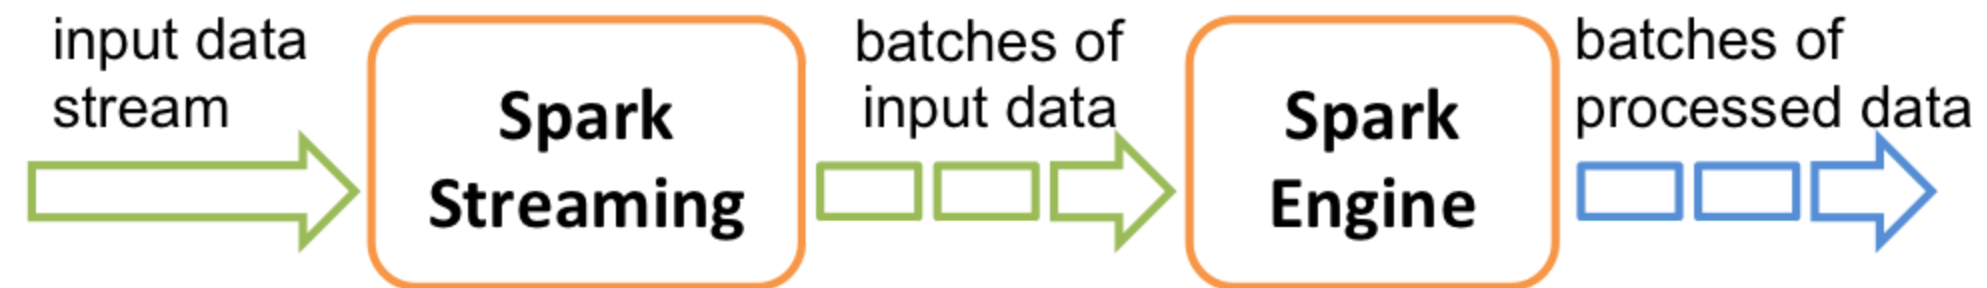 input data
stream
Spark
Streaming
batches of
input data
Spark
Engine
batches of
processed data